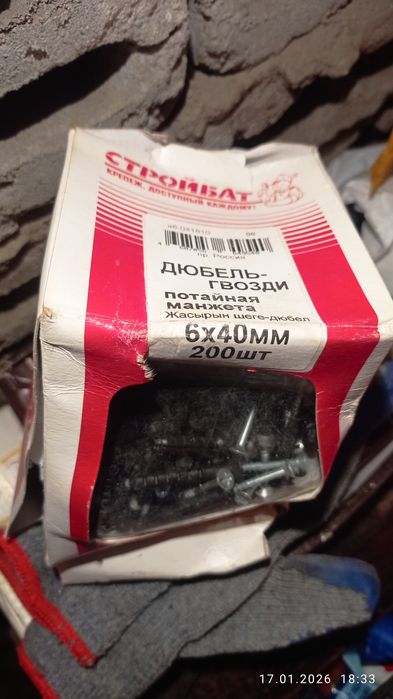 СТРОЙБАТ
КРЕПЕЖ, ДОСТУПНЫЙ КАЖДОМУ!
пр. Россия
ДЮБЕЛЬ-
ГВОЗДИ
потайная
манжета
Жасырын шеге-дюбел
6х40мм
200шт
17.01.2026 18:33